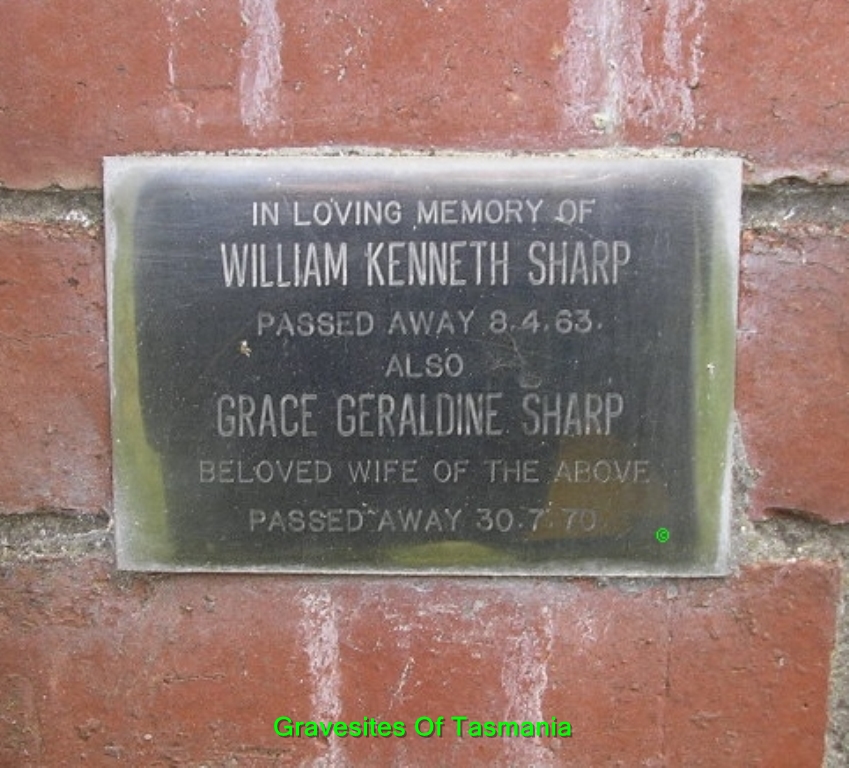 IN LOVING MEMORY OF
WILLIAM KENNETH SHARP
PASSED AWAY 8.4.63.
ALSO
GRACE GERALDINE SHARP
BELOVED WIFE OF THE ABOVE
PASSED AWAY 30.7.70.
©
Gravesites Of Tasmania